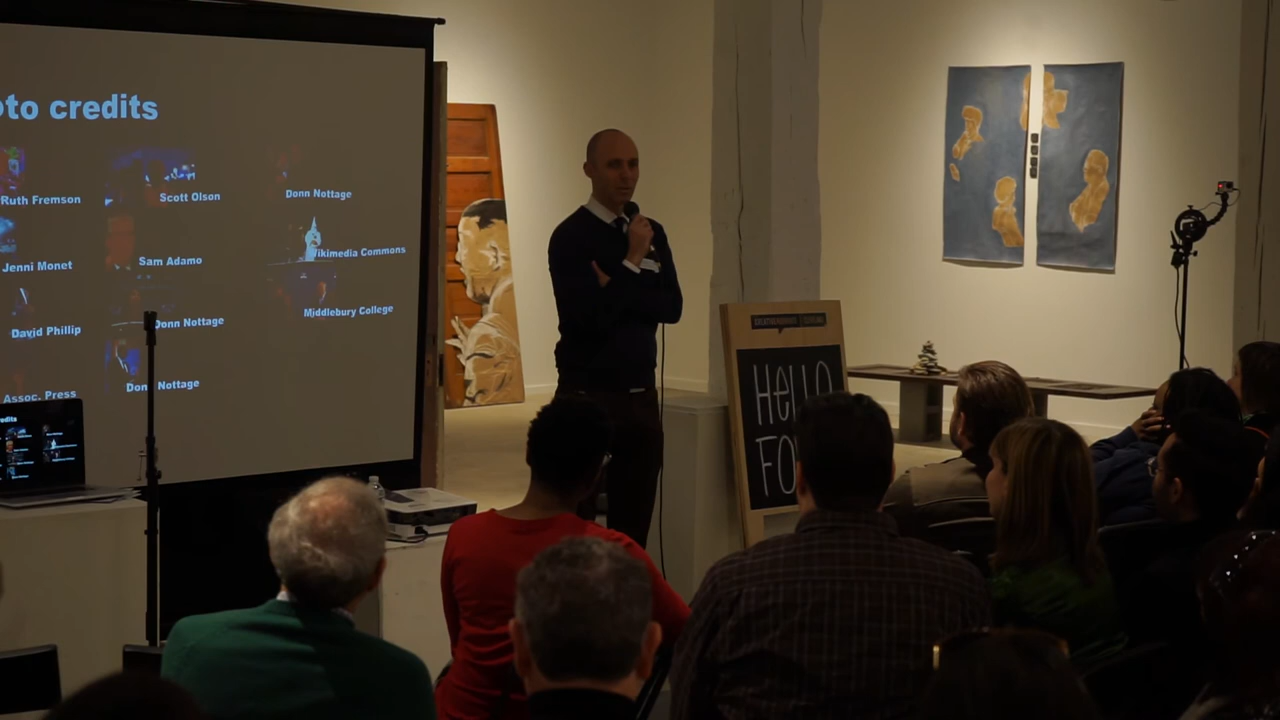 oto credits
Ruth Fremson
Scott Olson
Donn Nottage
Jenni Monet
Sam Adamo
Wikimedia Commons
David Phillip
Donn Nottage
Middlebury College
Assoc. Press
Donn Nottage
HELLO
FO